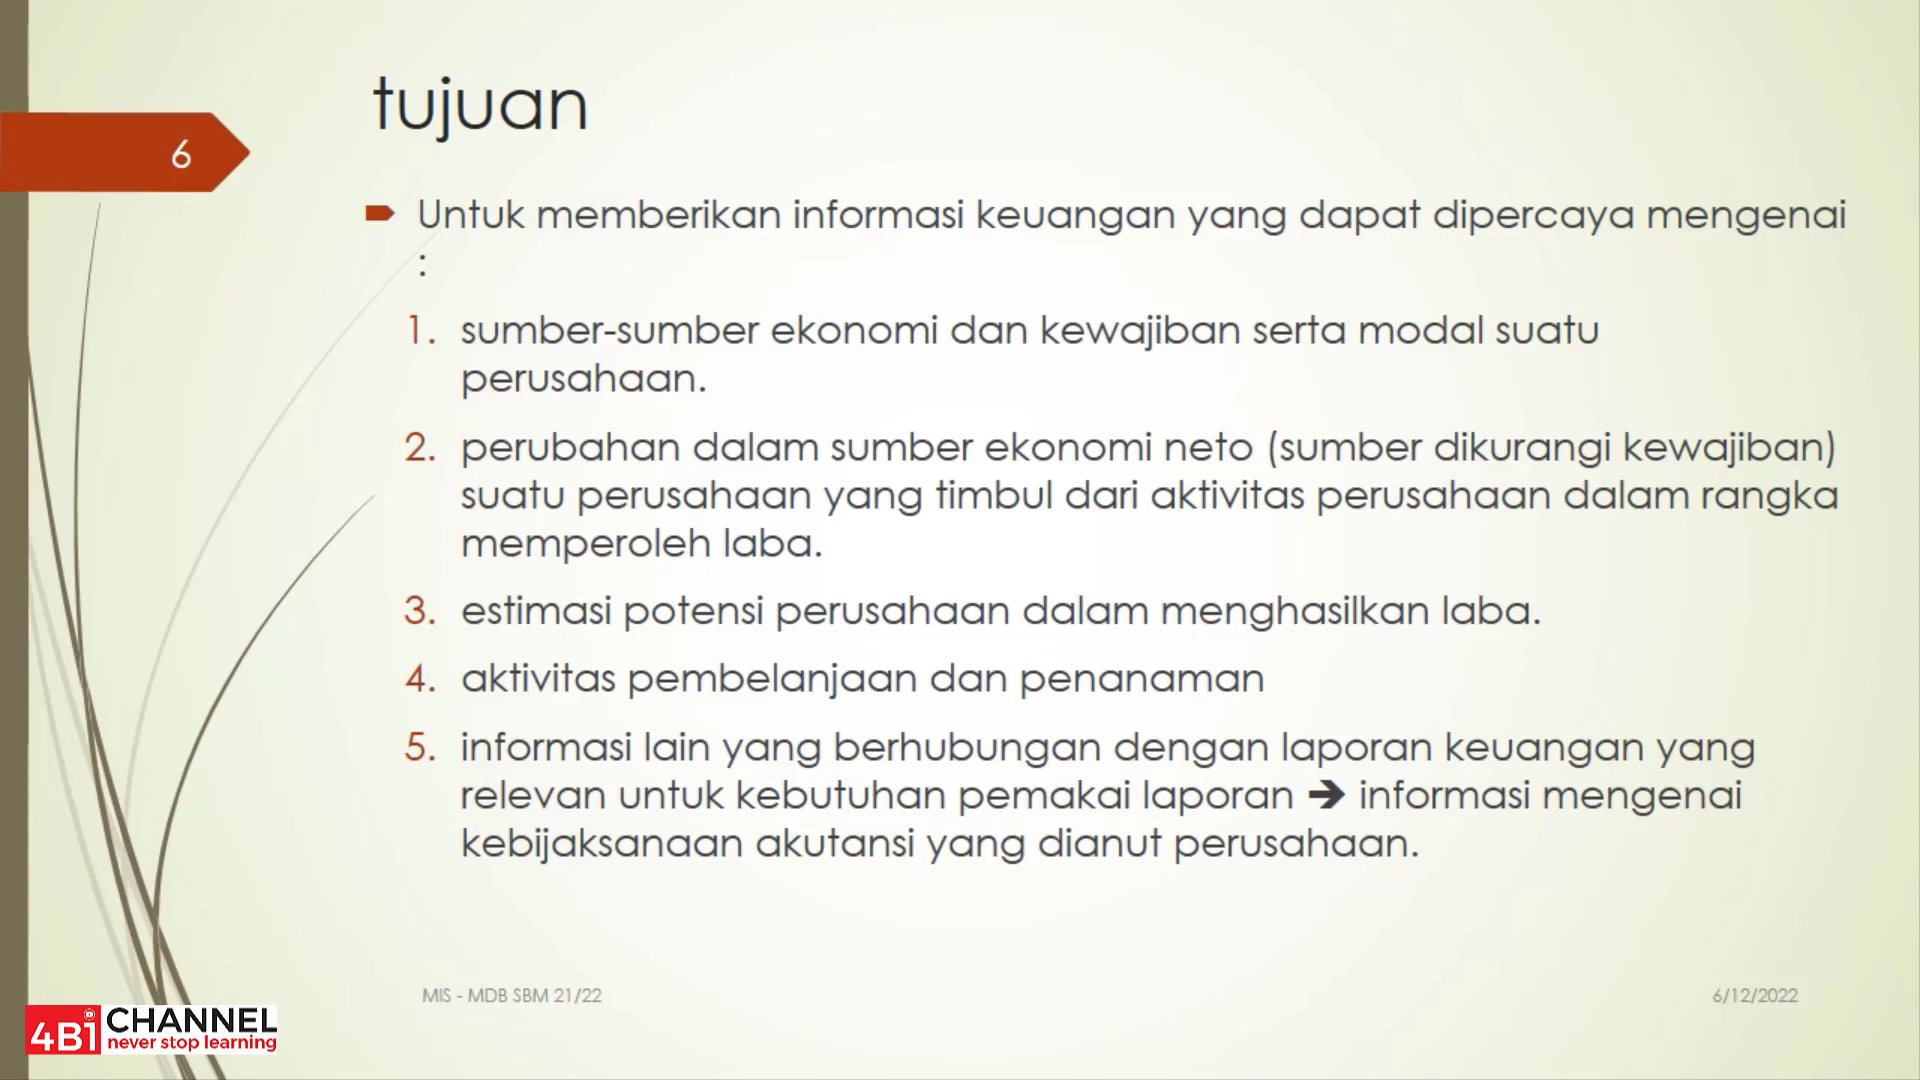 tujuan
6
Untuk memberikan informasi keuangan yang dapat dipercaya mengenai
:
1. sumber-sumber ekonomi dan kewajiban serta modal suatu
perusahaan.
2. perubahan dalam sumber ekonomi neto (sumber dikurangi kewajiban)
suatu perusahaan yang timbul dari aktivitas perusahaan dalam rangka
memperoleh laba.
3. estimasi potensi perusahaan dalam menghasilkan laba.
4. aktivitas pembelanjaan dan penanaman
5. informasi lain yang berhubungan dengan laporan keuangan yang
relevan untuk kebutuhan pemakai laporan ➔ informasi mengenai
kebijaksanaan akutansi yang dianut perusahaan.
MIS - MDB SBM 21/22
6/12/2022
4Bi CHANNEL
never stop learning